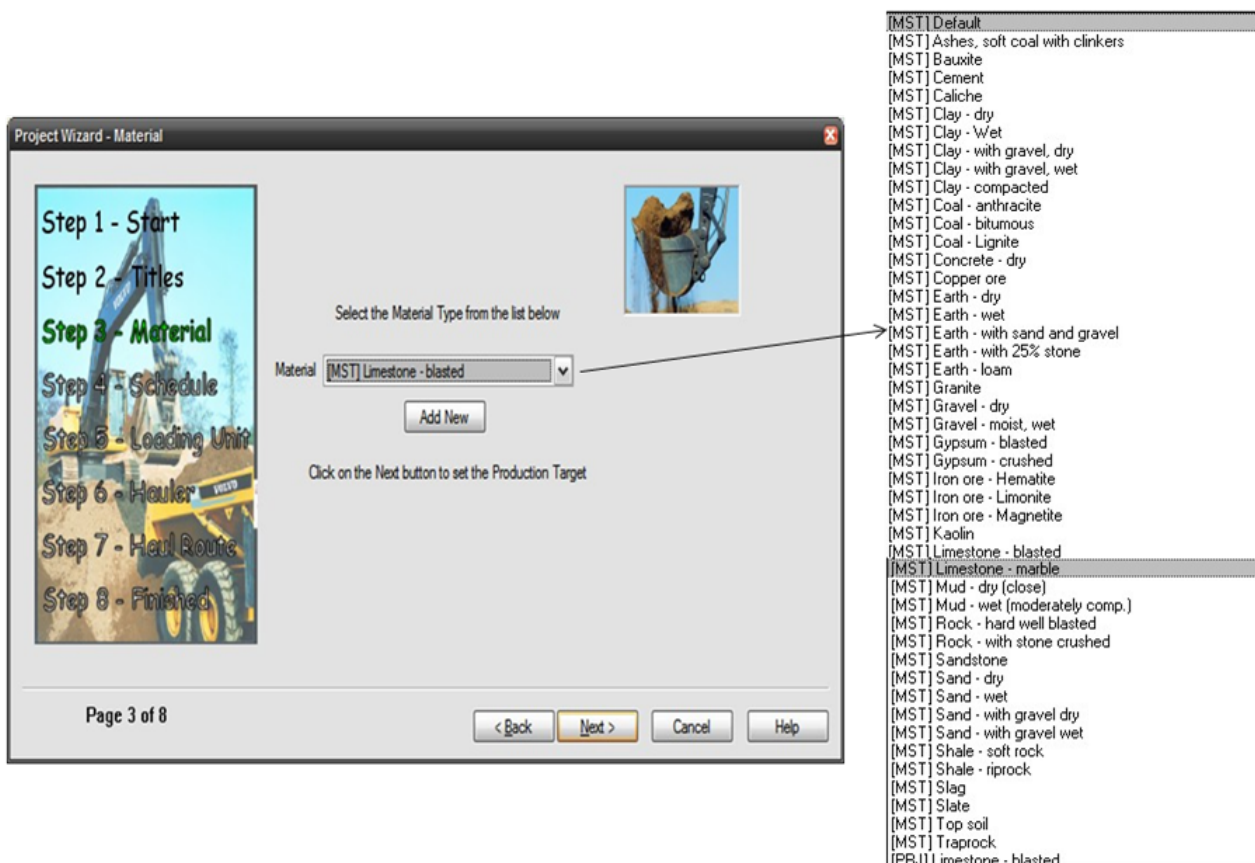 Project Wizard - Material
Step 1 - Start
Step 2 - Titles
Step 3 - Material
Step 4 - Schedule
Step 5 - Loading Unit
Step 6 - Hauler
Step 7 - Haul Route
Step 8 - Finished
VOLVO
VOLVO
Select the Material Type from the list below
Material [MST] Limestone - blasted
Add New
Click on the Next button to set the Production Target
Page 3 of 8
< Back Next > Cancel Help
[MST] Default
[MST] Ashes, soft coal with clinkers
[MST] Bauxite
[MST] Cement
[MST] Caliche
[MST] Clay - dry
[MST] Clay - Wet
[MST] Clay - with gravel, dry
[MST] Clay - with gravel, wet
[MST] Clay - compacted
[MST] Coal - anthracite
[MST] Coal - bitumous
[MST] Coal - Lignite
[MST] Concrete - dry
[MST] Copper ore
[MST] Earth - dry
[MST] Earth - wet
[MST] Earth - with sand and gravel
[MST] Earth - with 25% stone
[MST] Earth - loam
[MST] Granite
[MST] Gravel - dry
[MST] Gravel - moist, wet
[MST] Gypsum - blasted
[MST] Gypsum - crushed
[MST] Iron ore - Hematite
[MST] Iron ore - Limonite
[MST] Iron ore - Magnetite
[MST] Kaolin
[MST] Limestone - blasted
[MST] Limestone - marble
[MST] Mud - dry (close)
[MST] Mud - wet (moderately comp.)
[MST] Rock - hard well blasted
[MST] Rock - with stone crushed
[MST] Sandstone
[MST] Sand - dry
[MST] Sand - wet
[MST] Sand - with gravel dry
[MST] Sand - with gravel wet
[MST] Shale - soft rock
[MST] Shale - riprock
[MST] Slag
[MST] Slate
[MST] Top soil
[MST] Traprock
[PRJ] Limestone - blasted